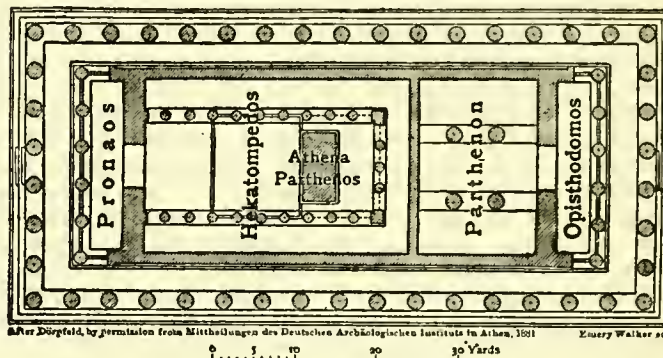 Pronaos
Hekatompedos
Athena
Parthenos
Parthenon
Opisthodomos
After Dörpfeld, by permission from Mittheilungen des Deutschen Archäologischen Instituts in Athen, 1881
Emery Walker sc
0 5 10 20 30 Yards